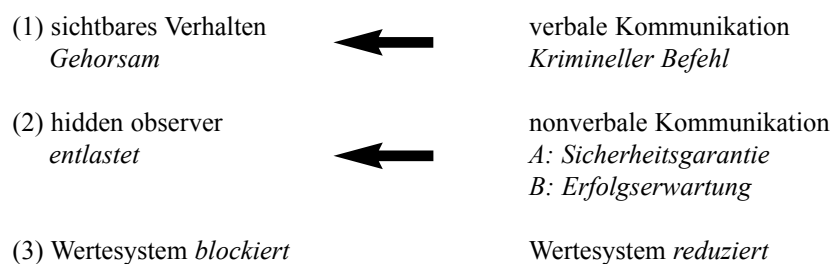 (1) sichtbares Verhalten verbale Kommunikation
Gehorsam Krimineller Befehl
(2) hidden observer nonverbale Kommunikation
entlastet A: Sicherheitsgarantie
B: Erfolgserwartung
(3) Wertesystem blockiert Wertesystem reduziert